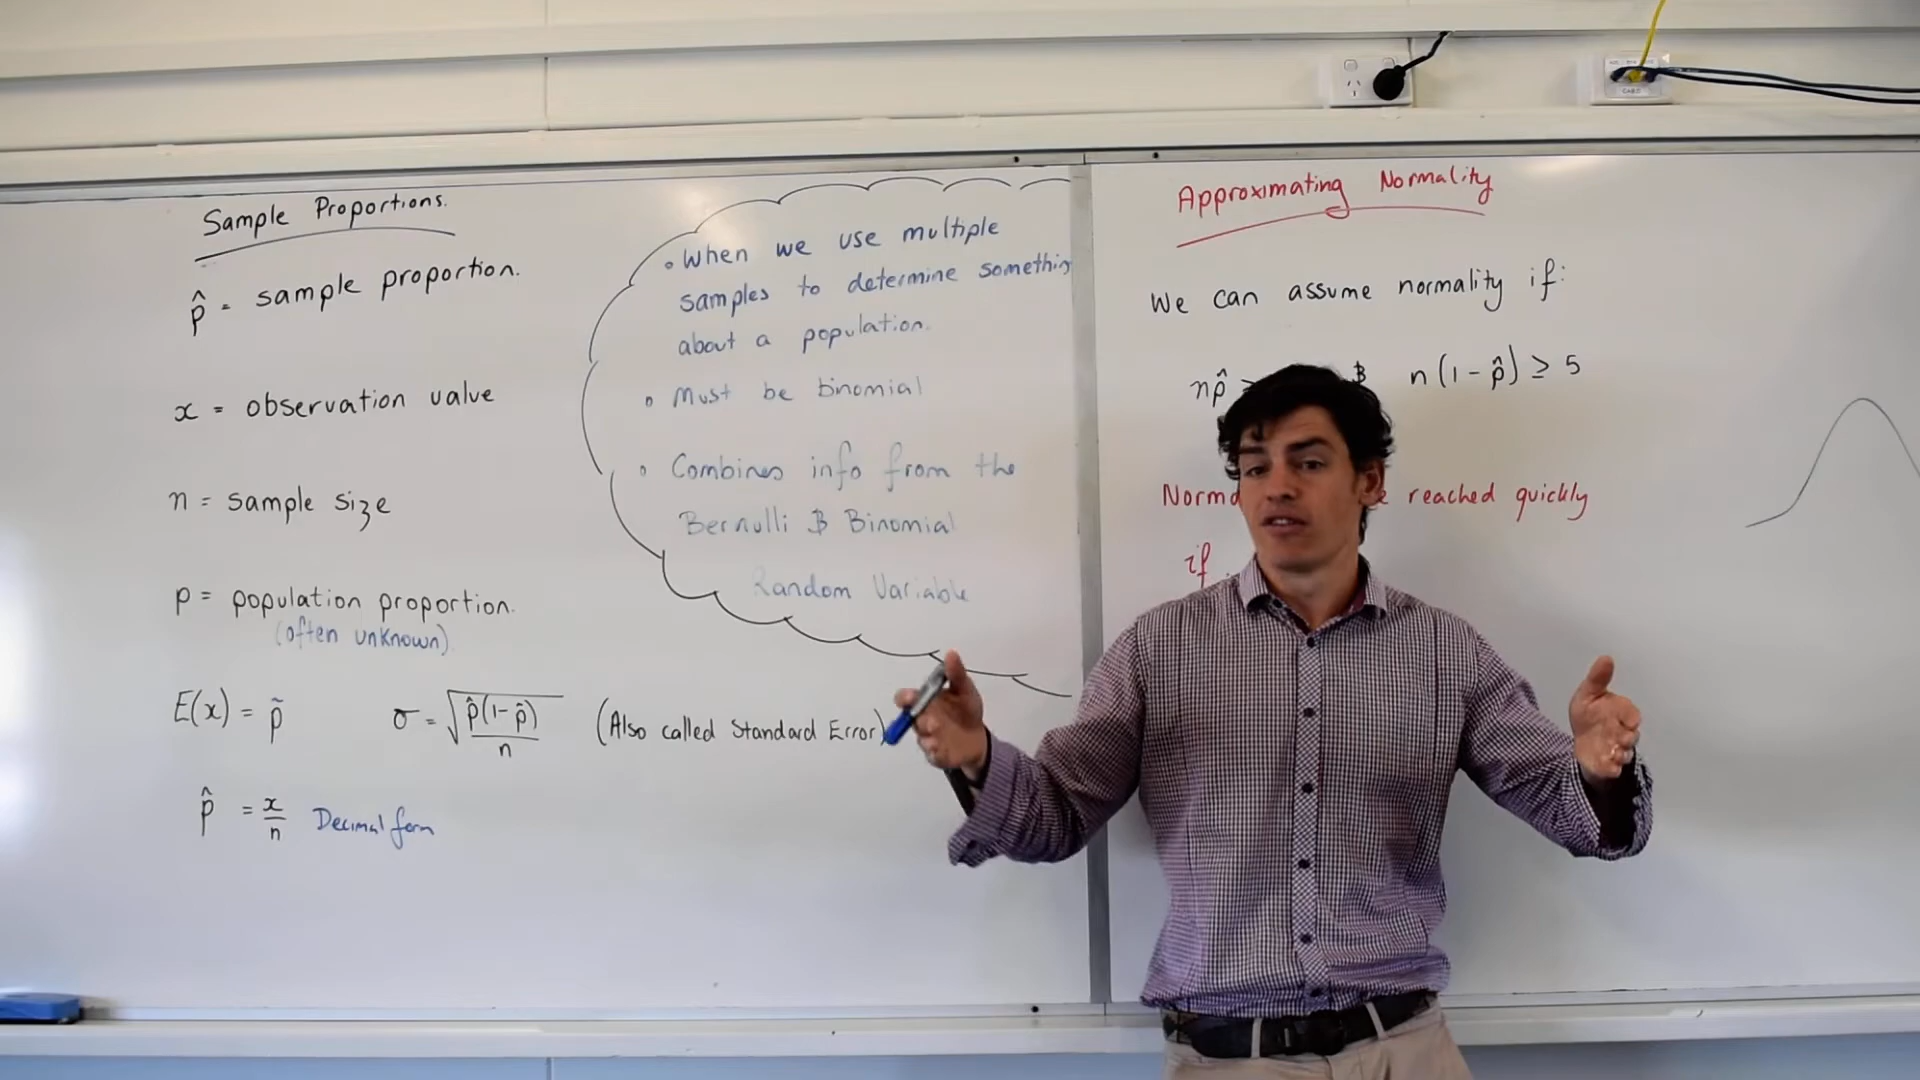 Sample Proportions.
p̂ = sample proportion.
x = observation value
n = sample size
p = population proportion.
(often unknown)
E(x) = p̃
σ = √(p̂(1-p̂)/n) (Also called Standard Error)
p̂ = x/n Decimal form
• When we use multiple
samples to determine somethin
about a population.
• Must be binomial
• Combines info from the
Bernulli & Binomial
Random Variable
Approximating Normality
We can assume normality if:
np̂ ≥ & n(1-p̂) ≥ 5
reached quickly
if